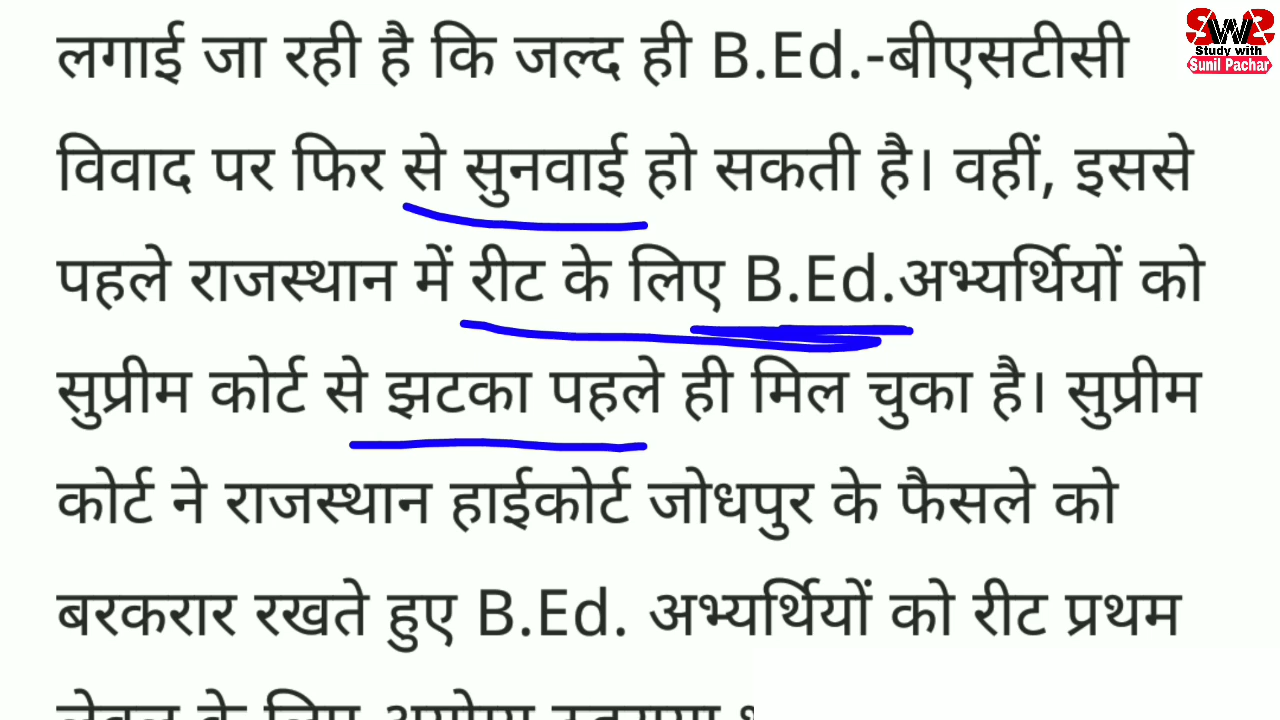 लगाई जा रही है कि जल्द ही B.Ed.-बीएसटीसी
विवाद पर फिर से सुनवाई हो सकती है। वहीं, इससे
पहले राजस्थान में रीट के लिए B.Ed.अभ्यर्थियों को
सुप्रीम कोर्ट से झटका पहले ही मिल चुका है। सुप्रीम
कोर्ट ने राजस्थान हाईकोर्ट जोधपुर के फैसले को
बरकरार रखते हुए B.Ed. अभ्यर्थियों को रीट प्रथम
SWS
Study with
Sunil Pachar